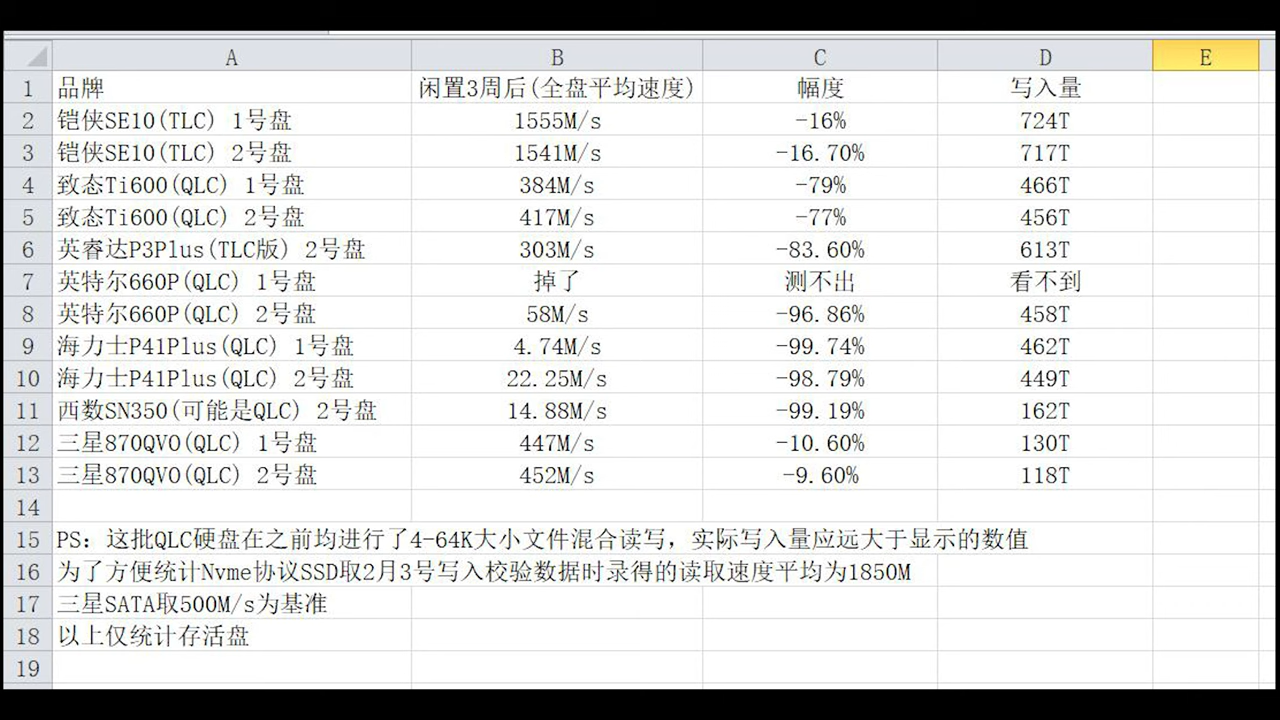 A B C D E
1 品牌 闲置3周后(全盘平均速度) 幅度 写入量
2 铠侠SE10(TLC) 1号盘 1555M/s -16% 724T
3 铠侠SE10(TLC) 2号盘 1541M/s -16.70% 717T
4 致态Ti600(QLC) 1号盘 384M/s -79% 466T
5 致态Ti600(QLC) 2号盘 417M/s -77% 456T
6 英睿达P3Plus(TLC版) 2号盘 303M/s -83.60% 613T
7 英特尔660P(QLC) 1号盘 掉了 测不出 看不到
8 英特尔660P(QLC) 2号盘 58M/s -96.86% 458T
9 海力士P41Plus(QLC) 1号盘 4.74M/s -99.74% 462T
10 海力士P41Plus(QLC) 2号盘 22.25M/s -98.79% 449T
11 西数SN350(可能是QLC) 2号盘 14.88M/s -99.19% 162T
12 三星870QVO(QLC) 1号盘 447M/s -10.60% 130T
13 三星870QVO(QLC) 2号盘 452M/s -9.60% 118T
14
15 PS: 这批QLC硬盘在之前均进行了4-64K大小文件混合读写，实际写入量应远大于显示的数值
16 为了方便统计Nvme协议SSD取2月3号写入校验数据时录得的读取速度平均为1850M
17 三星SATA取500M/s为基准
18 以上仅统计存活盘
19